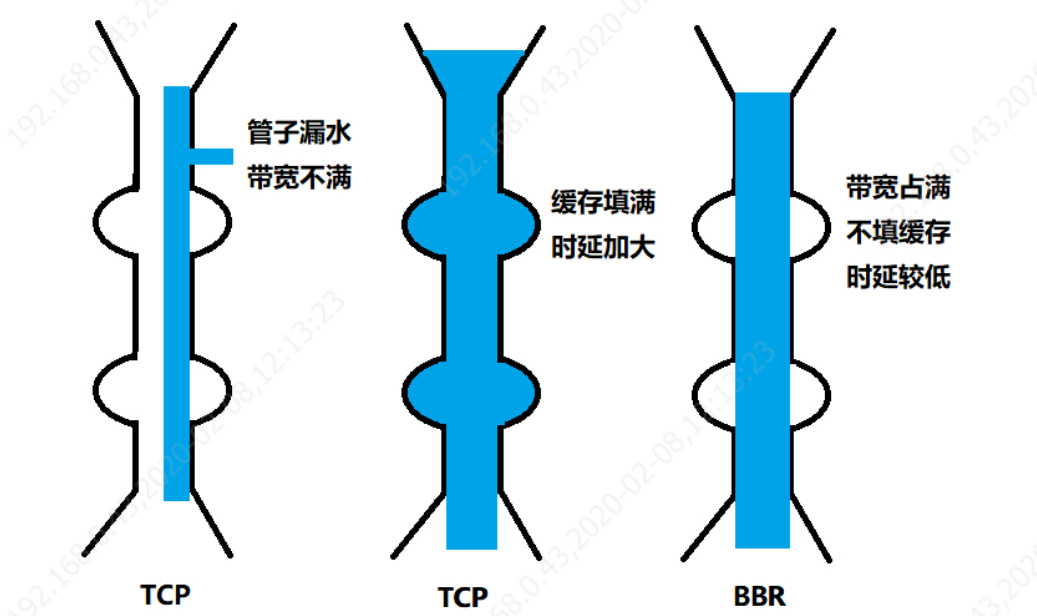 管子漏水
带宽不满
缓存填满
时延加大
带宽占满
不填缓存
时延较低
TCP
TCP
BBR
192.168.0.43,2020-02-08,12:13:23